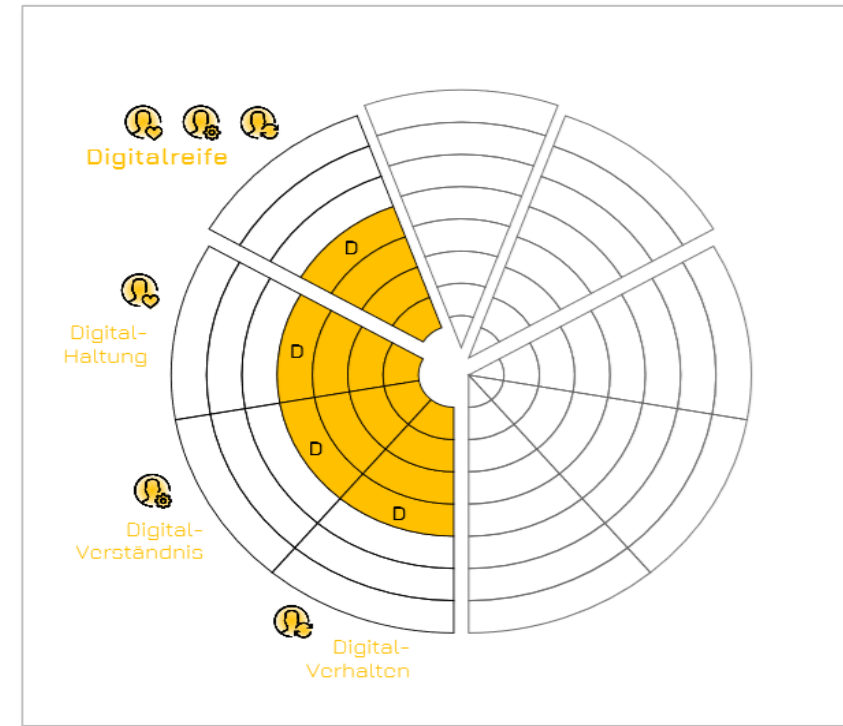 Digitalreife
D
Digital-
Haltung
D
D
Digital-
Verständnis
D
Digital-
Verhalten